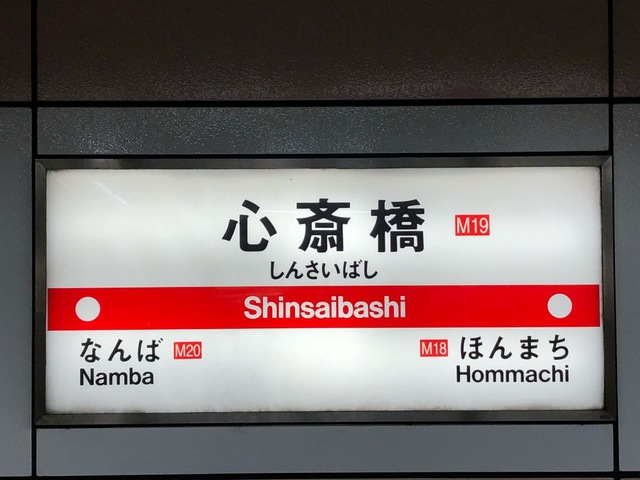 心斎橋 M19
しんさいばし
Shinsaibashi
なんば M20
Namba
M18 ほんまち
Hommachi